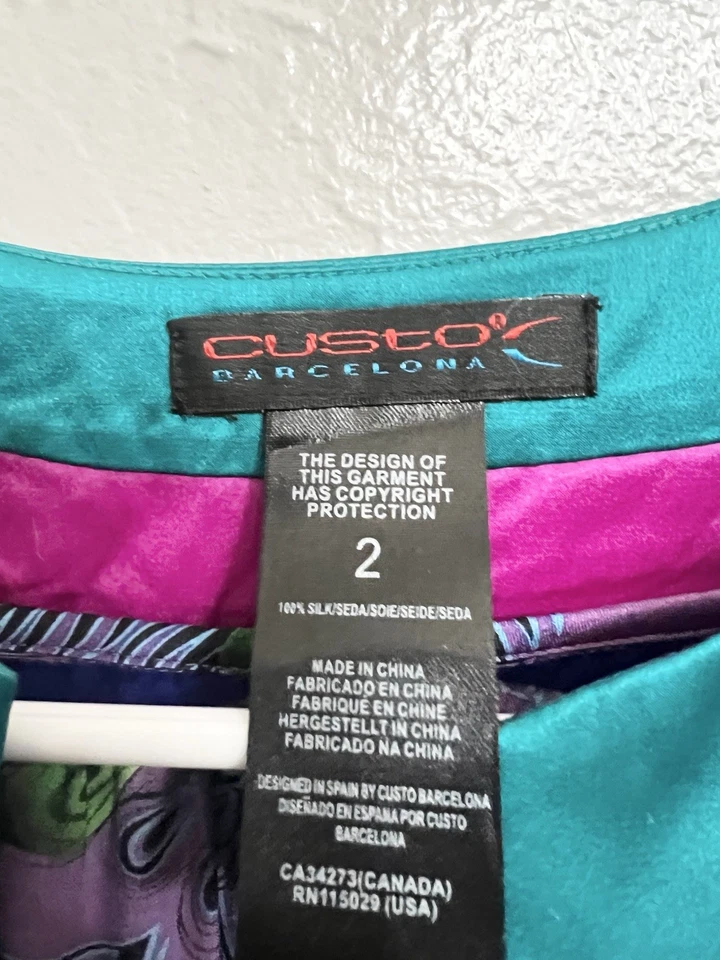 custo®
BARCELONA
THE DESIGN OF
THIS GARMENT
HAS COPYRIGHT
PROTECTION
2
100% SILK/SEDA/SOIE/SEIDE/SEDA
MADE IN CHINA
FABRICADO EN CHINA
FABRIQUÉ EN CHINE
HERGESTELLT IN CHINA
FABRICADO NA CHINA
DESIGNED IN SPAIN BY CUSTO BARCELONA
DISEÑADO EN ESPAÑA POR CUSTO
BARCELONA
CA34273(CANADA)
RN115029 (USA)